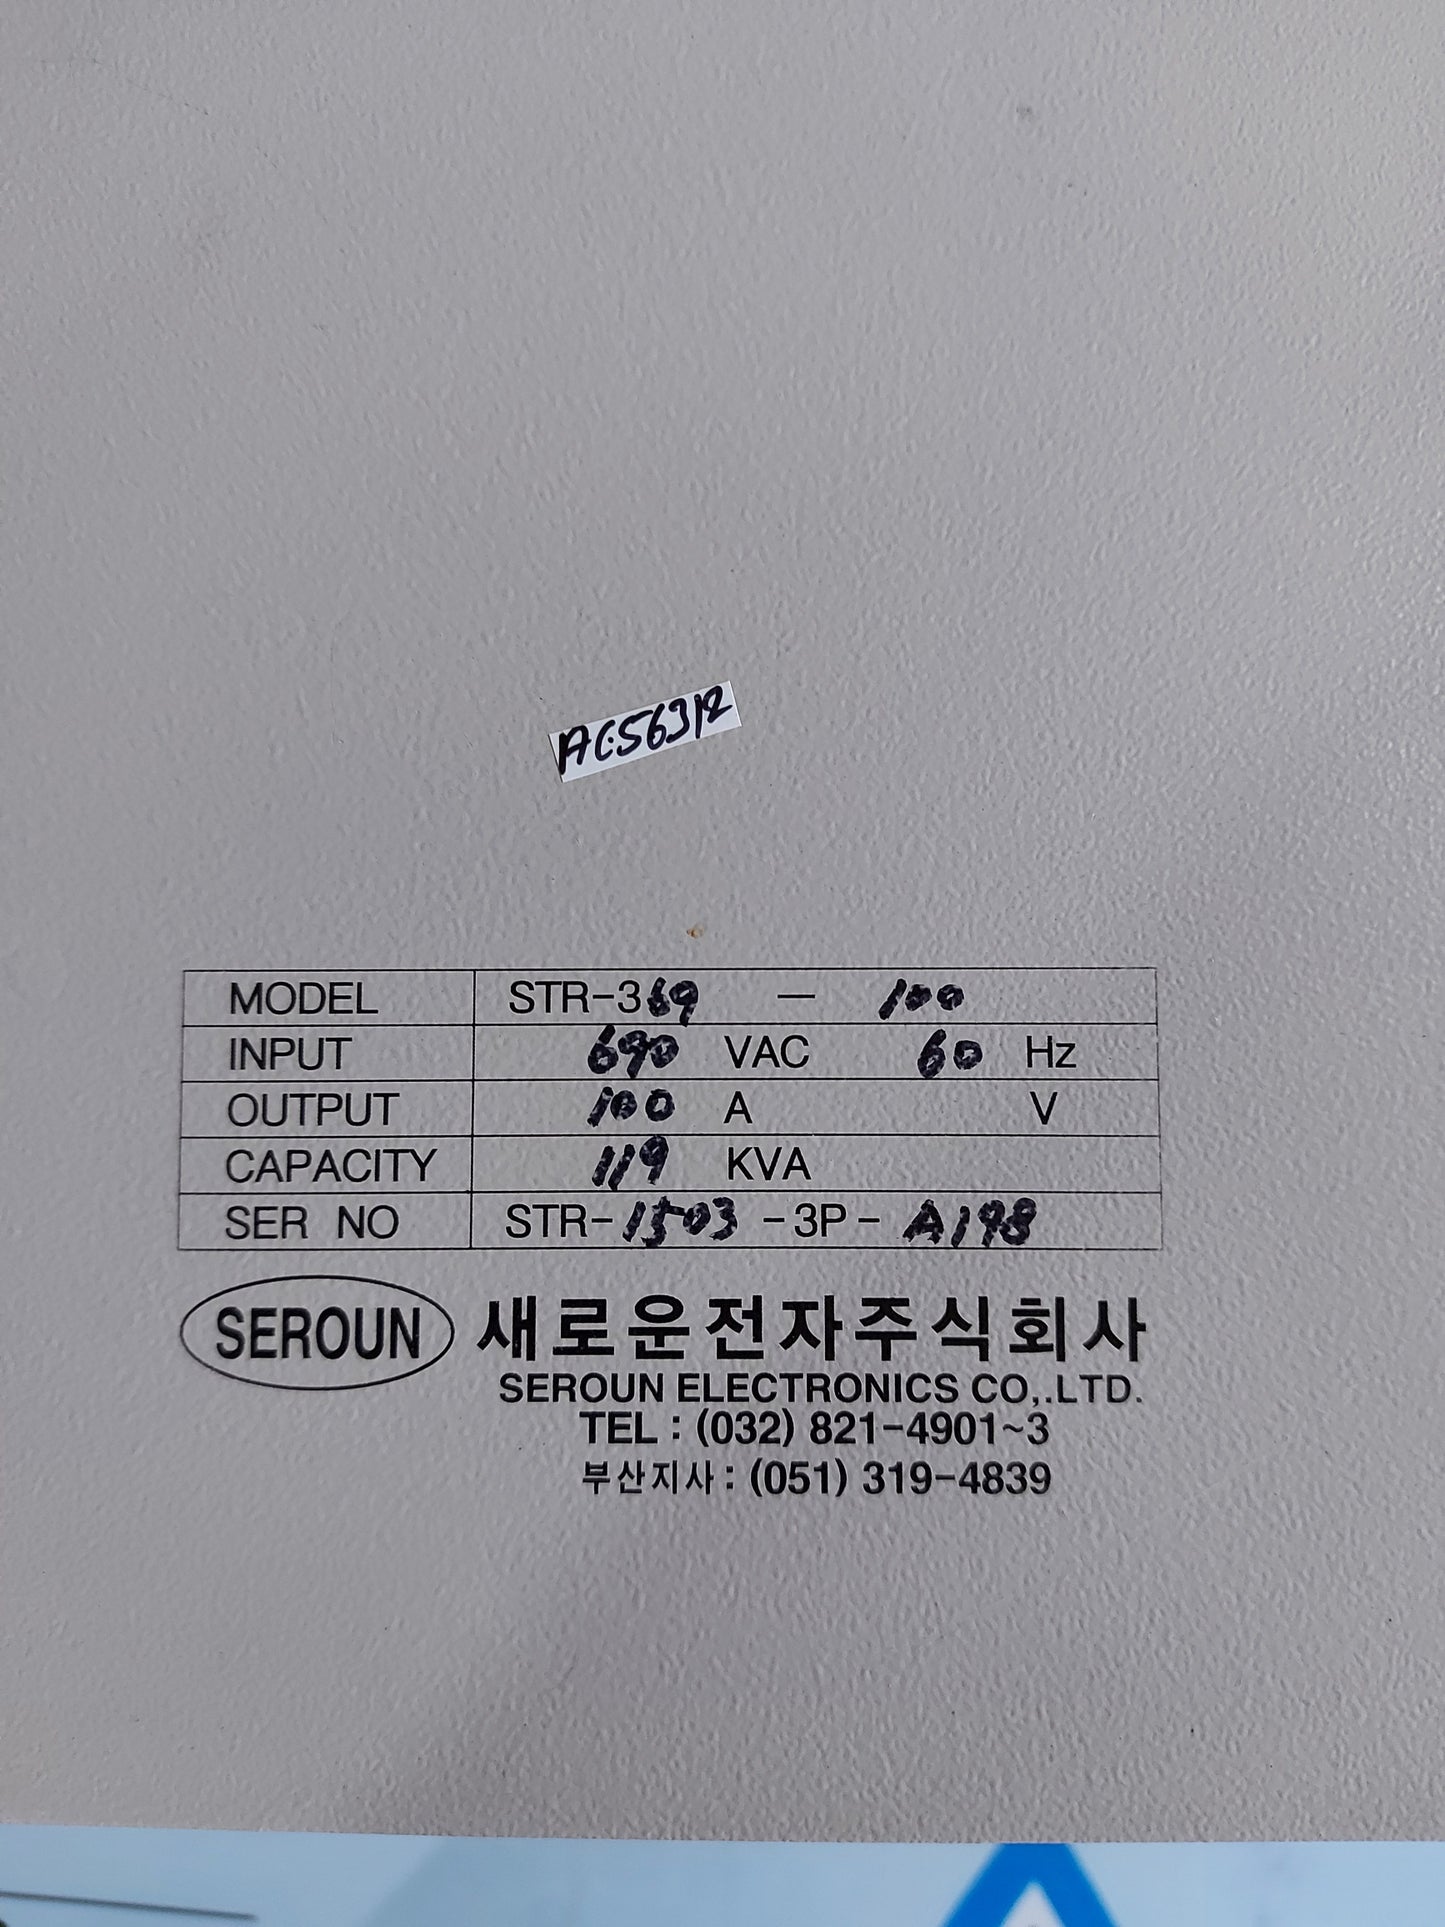 AC56312
MODEL STR-369 — 100
INPUT 690 VAC 60 Hz
OUTPUT 100 A V
CAPACITY 119 KVA
SER NO STR-1503 -3P- A198
SEROUN 새로운전자주식회사
SEROUN ELECTRONICS CO,.LTD.
TEL : (032) 821-4901~3
부산지사 : (051) 319-4839